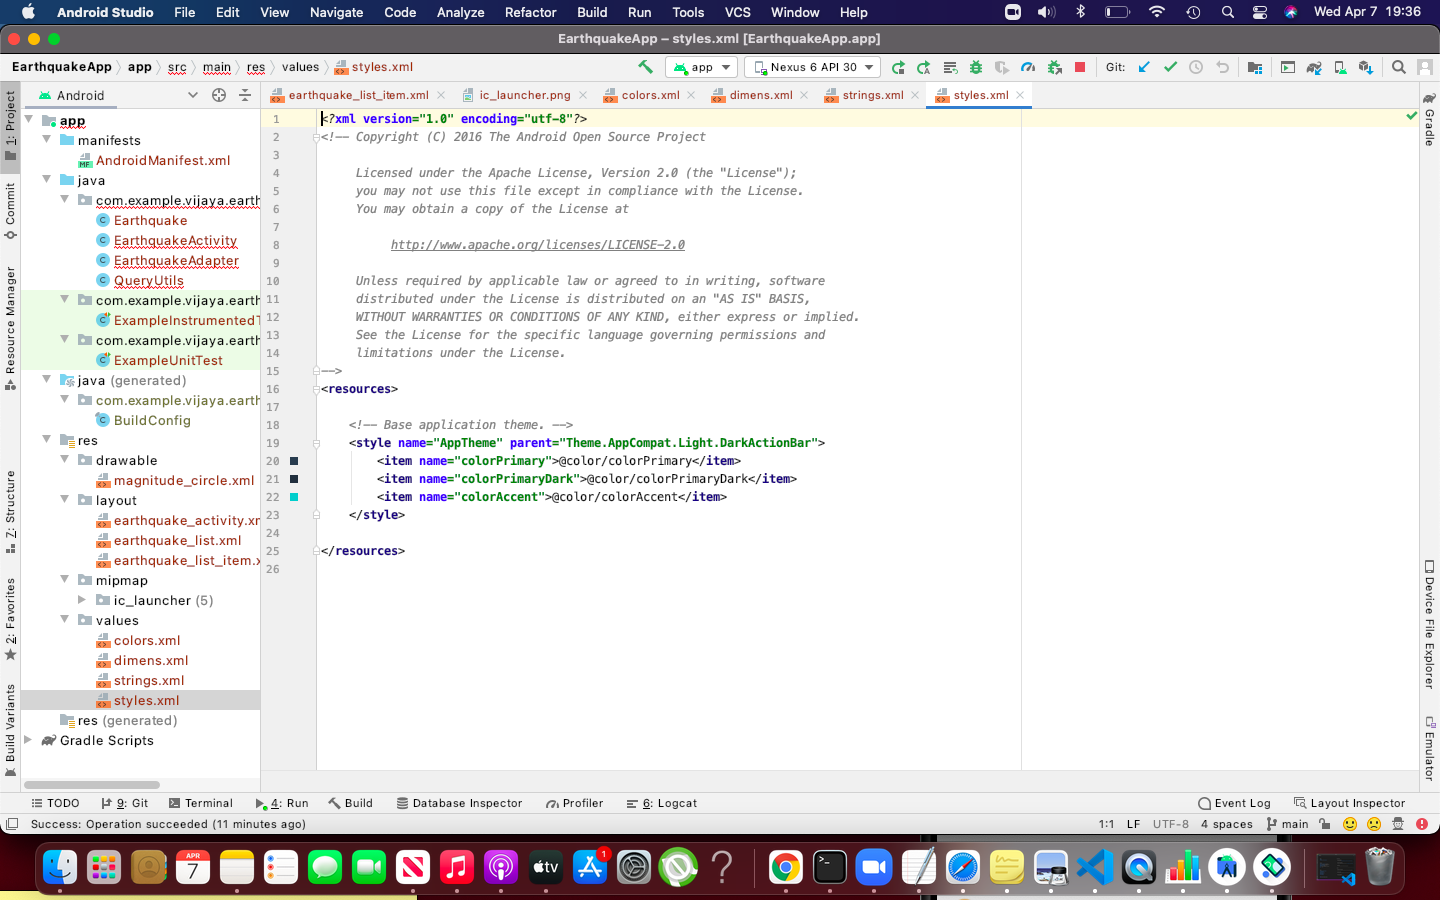 Android Studio File Edit View Navigate Code Analyze Refactor Build Run Tools VCS Window Help Wed Apr 7 19:36
EarthquakeApp – styles.xml [EarthquakeApp.app]
EarthquakeApp app src main res values styles.xml app Nexus 6 API 30 Git:
Android earthquake_list_item.xml ic_launcher.png colors.xml dimens.xml strings.xml styles.xml
1: Project
Commit
Resource Manager
Z: Structure
2: Favorites
Build Variants
app
manifests
AndroidManifest.xml
java
com.example.vijaya.earth
Earthquake
EarthquakeActivity
EarthquakeAdapter
QueryUtils
com.example.vijaya.earth
ExampleInstrumentedT
com.example.vijaya.earth
ExampleUnitTest
java (generated)
com.example.vijaya.earth
BuildConfig
res
drawable
magnitude_circle.xml
layout
earthquake_activity.xm
earthquake_list.xml
earthquake_list_item.x
mipmap
ic_launcher (5)
values
colors.xml
dimens.xml
strings.xml
styles.xml
res (generated)
Gradle Scripts
1 <?xml version="1.0" encoding="utf-8"?>
2 <!-- Copyright (C) 2016 The Android Open Source Project
3
4 Licensed under the Apache License, Version 2.0 (the "License");
5 you may not use this file except in compliance with the License.
6 You may obtain a copy of the License at
7
8 http://www.apache.org/licenses/LICENSE-2.0
9
10 Unless required by applicable law or agreed to in writing, software
11 distributed under the License is distributed on an "AS IS" BASIS,
12 WITHOUT WARRANTIES OR CONDITIONS OF ANY KIND, either express or implied.
13 See the License for the specific language governing permissions and
14 limitations under the License.
15 -->
16 <resources>
17
18 <!-- Base application theme. -->
19 <style name="AppTheme" parent="Theme.AppCompat.Light.DarkActionBar">
20 <item name="colorPrimary">@color/colorPrimary</item>
21 <item name="colorPrimaryDark">@color/colorPrimaryDark</item>
22 <item name="colorAccent">@color/colorAccent</item>
23 </style>
24
25 </resources>
26
Gradle
Device File Explorer
Emulator
TODO 9: Git Terminal 4: Run Build Database Inspector Profiler 6: Logcat Event Log Layout Inspector
Success: Operation succeeded (11 minutes ago) 1:1 LF UTF-8 4 spaces main
APR
7
tv
1